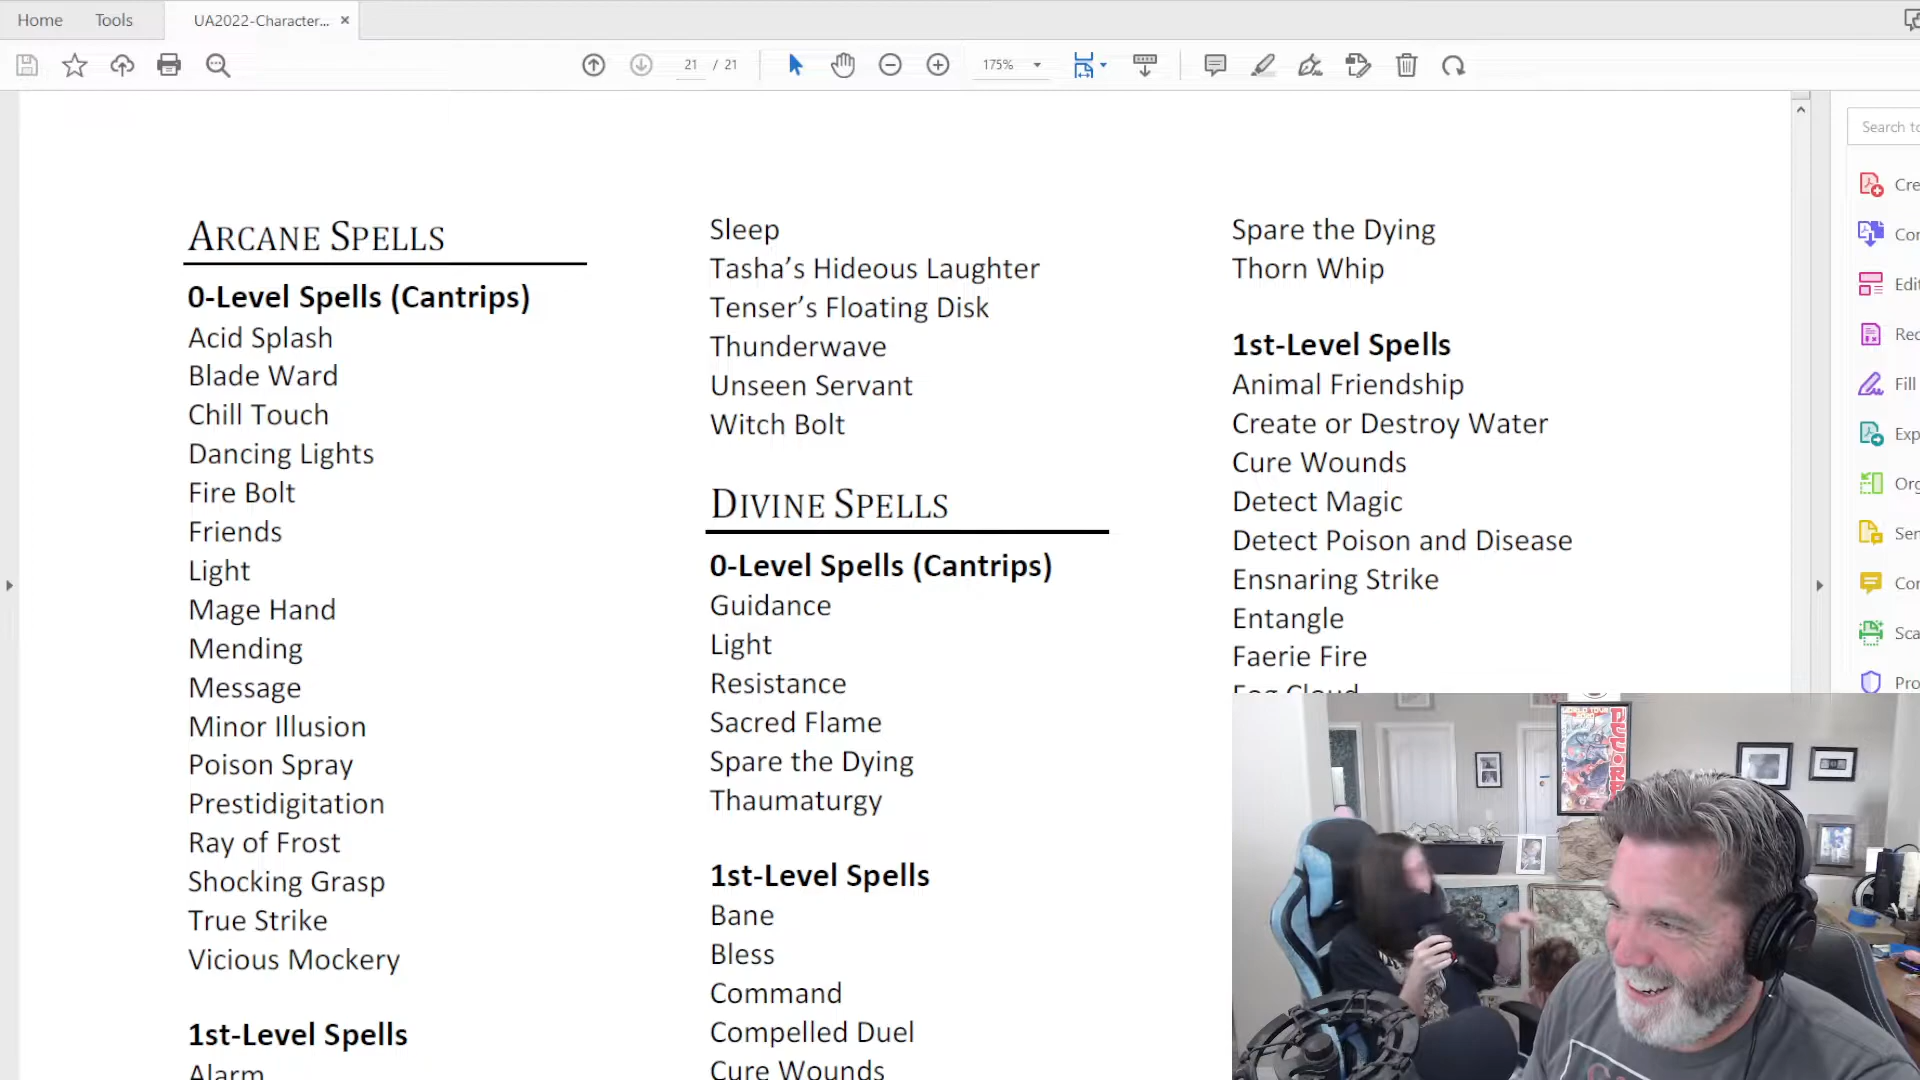 Home
Tools
UA2022-Character...
21 / 21
175%
Search to
ARCANE SPELLS
0-Level Spells (Cantrips)
Acid Splash
Blade Ward
Chill Touch
Dancing Lights
Fire Bolt
Friends
Light
Mage Hand
Mending
Message
Minor Illusion
Poison Spray
Prestidigitation
Ray of Frost
Shocking Grasp
True Strike
Vicious Mockery
1st-Level Spells
Alarm
Sleep
Tasha’s Hideous Laughter
Tenser’s Floating Disk
Thunderwave
Unseen Servant
Witch Bolt
DIVINE SPELLS
0-Level Spells (Cantrips)
Guidance
Light
Resistance
Sacred Flame
Spare the Dying
Thaumaturgy
1st-Level Spells
Bane
Bless
Command
Compelled Duel
Cure Wounds
Spare the Dying
Thorn Whip
1st-Level Spells
Animal Friendship
Create or Destroy Water
Cure Wounds
Detect Magic
Detect Poison and Disease
Ensnaring Strike
Entangle
Faerie Fire
Fog Cloud
Cre
Con
Edit
Rec
Fill
Exp
Org
Sen
Con
Sca
Pro